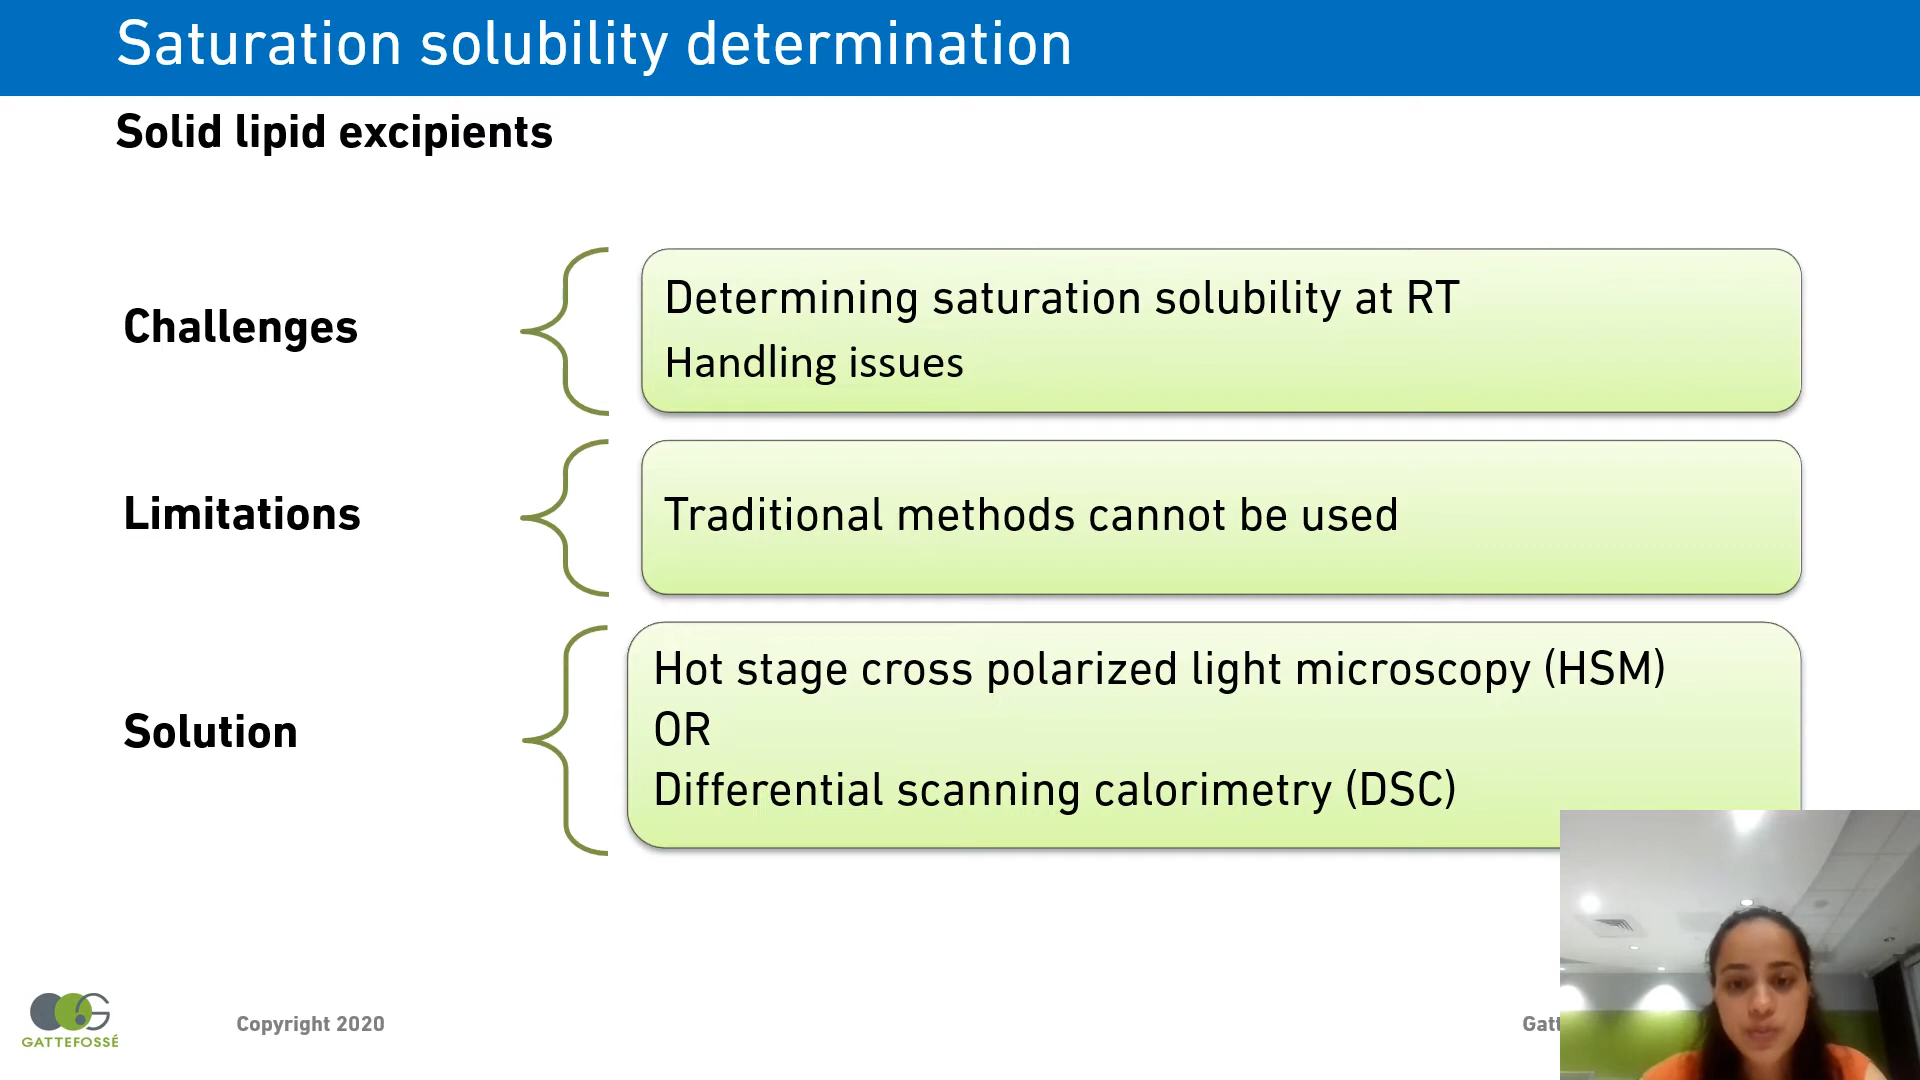 Saturation solubility determination
Solid lipid excipients
Challenges
Determining saturation solubility at RT
Handling issues
Limitations
Traditional methods cannot be used
Solution
Hot stage cross polarized light microscopy (HSM)
OR
Differential scanning calorimetry (DSC)
GATTEFOSSÉ
Copyright 2020